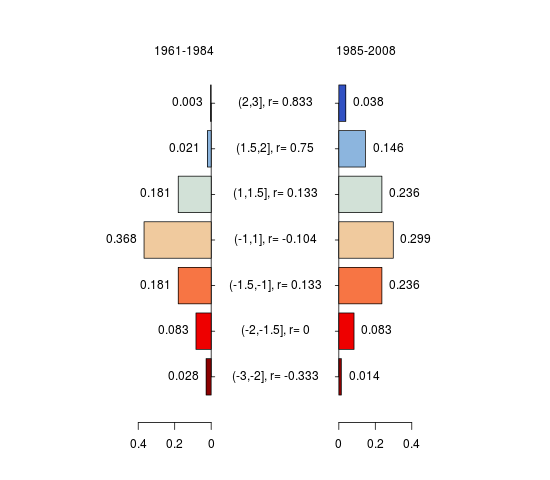 1961-1984 1985-2008
0.003 (2,3], r= 0.833 0.038
0.021 (1.5,2] , r= 0.75 0.146
0.181 (1,1.5] , r= 0.133 0.236
0.368 (-1,1] , r= -0.104 0.299
0.181 (-1.5,-1] , r= 0.133 0.236
0.083 (-2,-1.5] , r= 0 0.083
0.028 (-3,-2] , r= -0.333 0.014
0.4 0.2 0 0 0.2 0.4